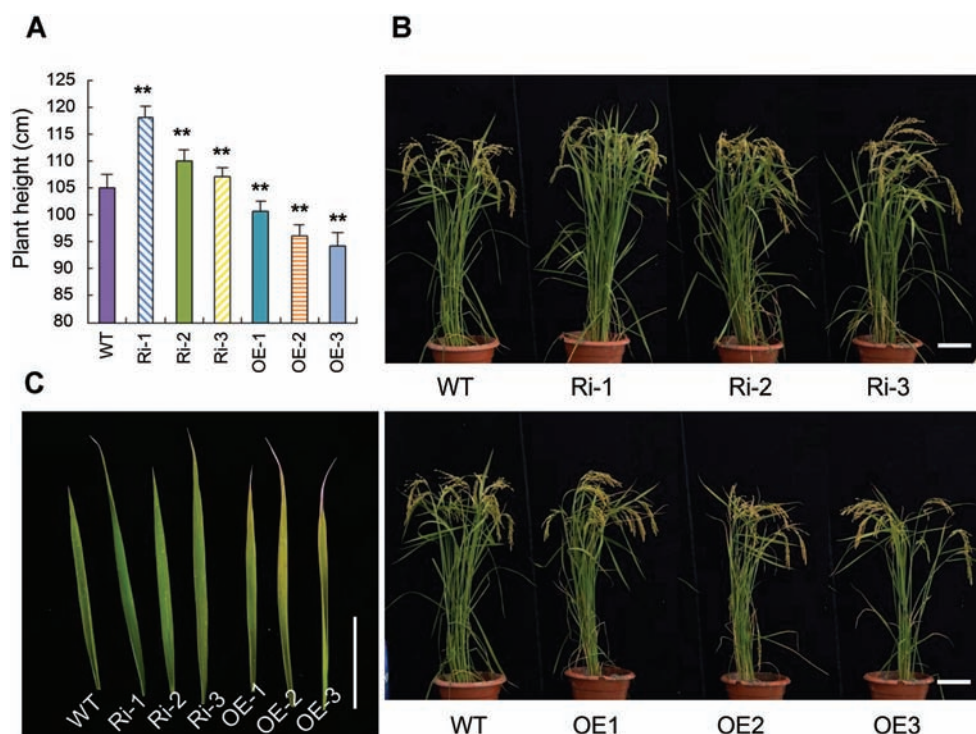 A
Plant height (cm)
125
120
115
110
105
100
95
90
85
80
** ** ** ** ** **
WT Ri-1 Ri-2 Ri-3 OE-1 OE-2 OE-3
B
WT Ri-1 Ri-2 Ri-3
C
WT Ri-1 Ri-2 Ri-3 OE-1 OE-2 OE-3
WT OE1 OE2 OE3